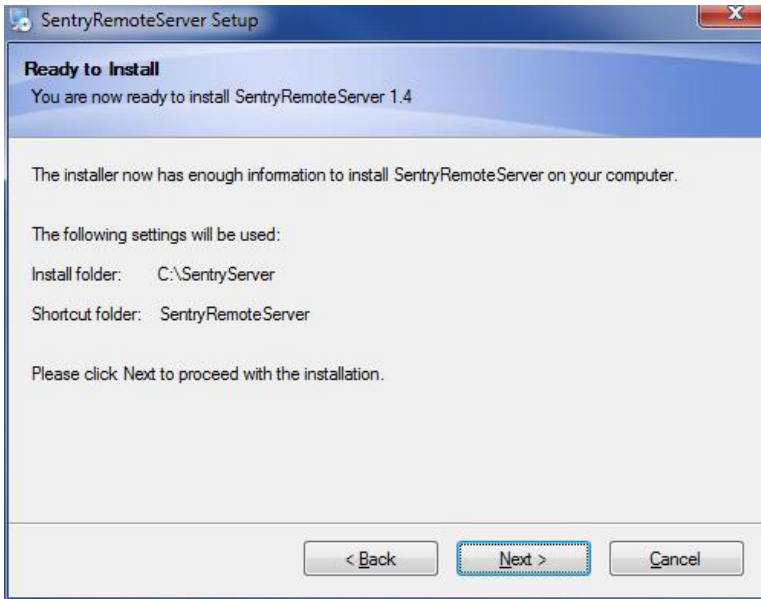 SentryRemoteServer Setup
X
Ready to Install
You are now ready to install SentryRemoteServer 1.4
The installer now has enough information to install SentryRemoteServer on your computer.
The following settings will be used:
Install folder: C:\SentryServer
Shortcut folder: SentryRemoteServer
Please click Next to proceed with the installation.
< Back Next > Cancel